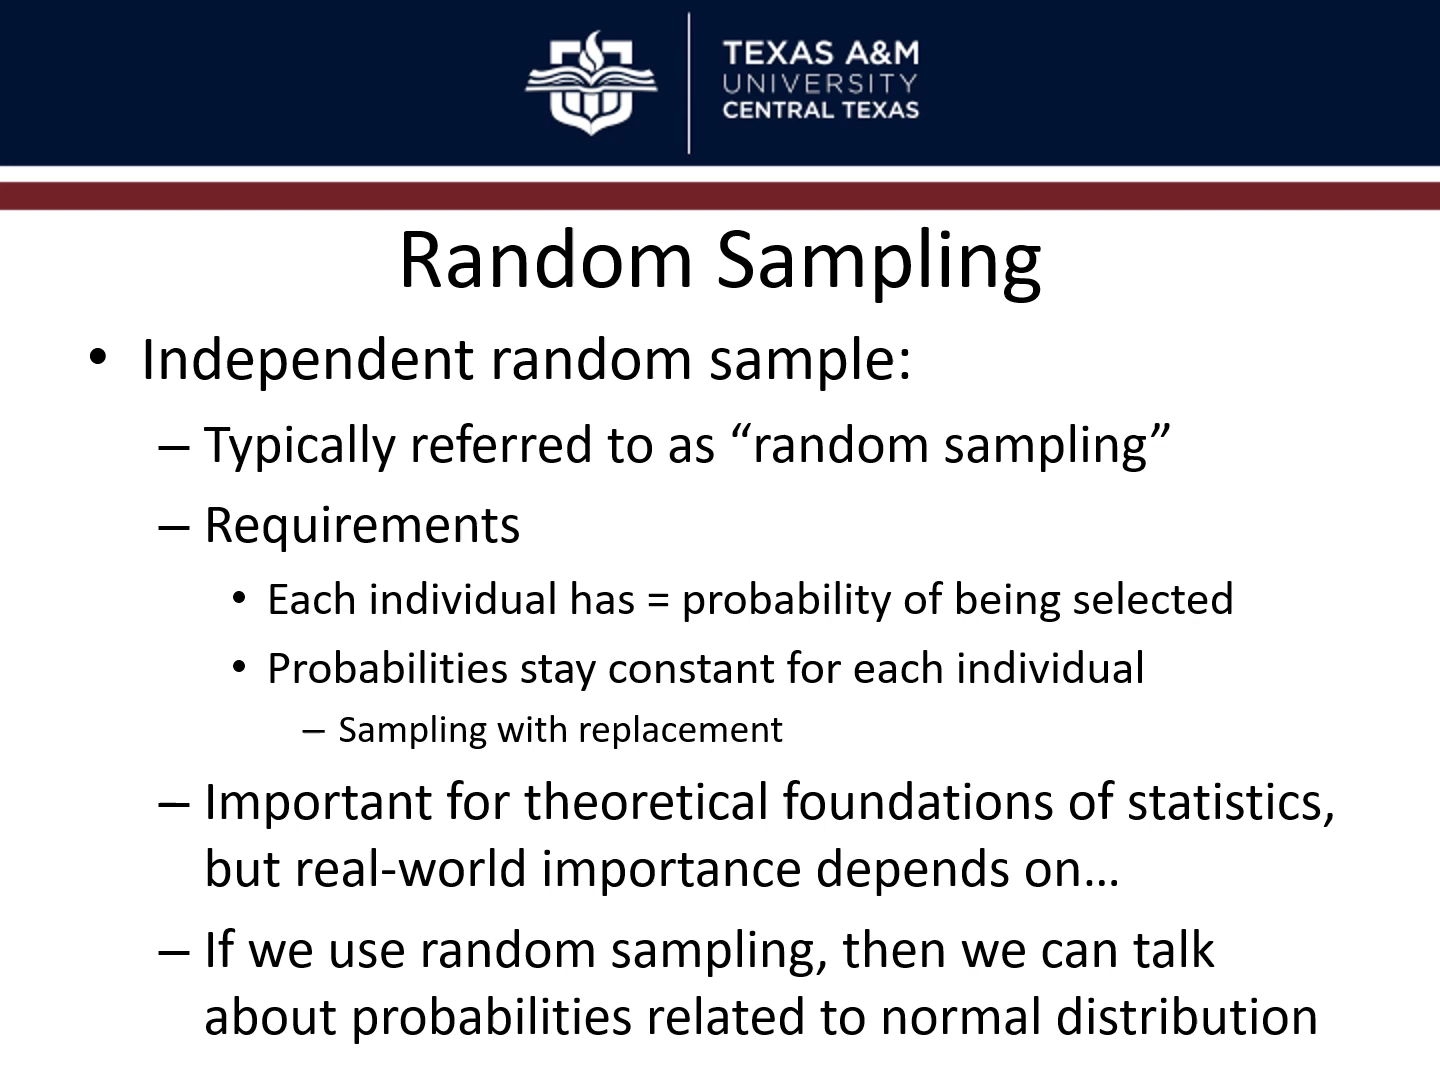 TEXAS A&M
UNIVERSITY
CENTRAL TEXAS
Random Sampling
• Independent random sample:
– Typically referred to as “random sampling”
– Requirements
• Each individual has = probability of being selected
• Probabilities stay constant for each individual
– Sampling with replacement
– Important for theoretical foundations of statistics,
but real-world importance depends on…
– If we use random sampling, then we can talk
about probabilities related to normal distribution